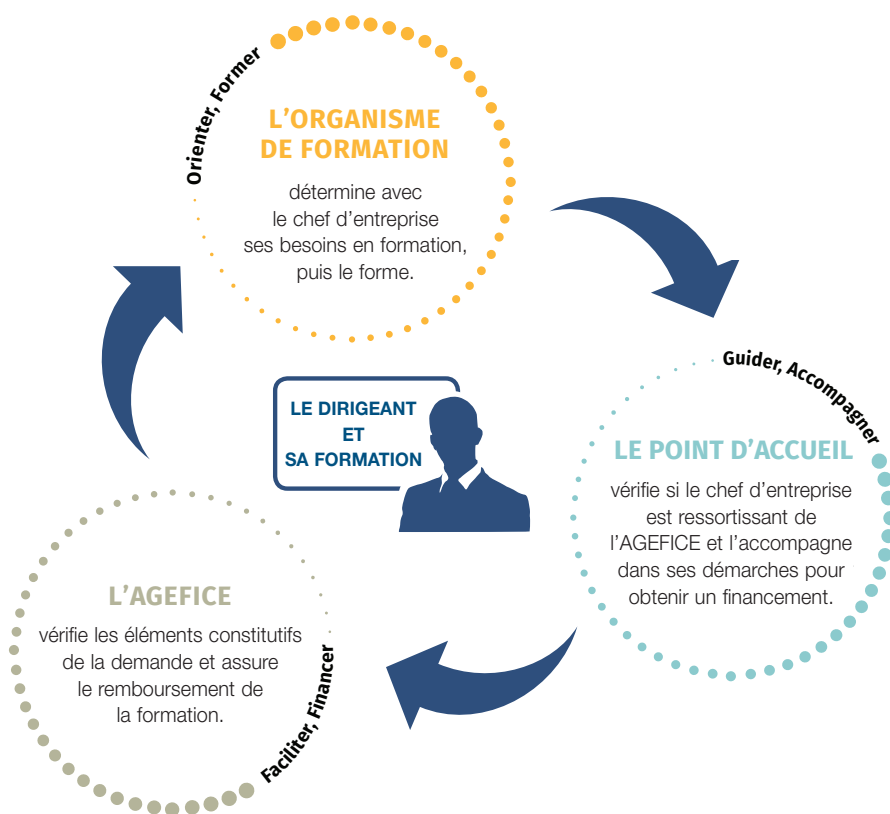 Orienter, Former
L'ORGANISME
DE FORMATION
détermine avec
le chef d'entreprise
ses besoins en formation,
puis le forme.
Guider, Accompagner
LE POINT D'ACCUEIL
vérifie si le chef d'entreprise
est ressortissant de
l'AGEFICE et l'accompagne
dans ses démarches pour
obtenir un financement.
LE DIRIGEANT
ET
SA FORMATION
L'AGEFICE
vérifie les éléments constitutifs
de la demande et assure
le remboursement de
la formation.
Faciliter, Financer